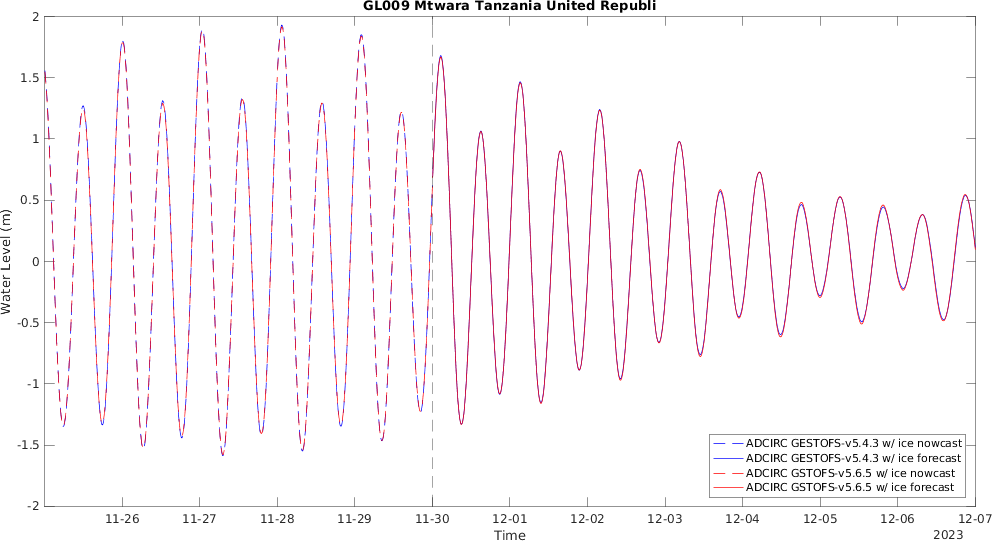 GL009 Mtwara Tanzania United Republi
Water Level (m)
2
1.5
1
0.5
0
-0.5
-1
-1.5
-2
ADCIRC GESTOFS-v5.4.3 w/ ice nowcast
ADCIRC GESTOFS-v5.4.3 w/ ice forecast
ADCIRC GSTOFS-v5.6.5 w/ ice nowcast
ADCIRC GSTOFS-v5.6.5 w/ ice forecast
11-26 11-27 11-28 11-29 11-30 12-01 12-02 12-03 12-04 12-05 12-06 12-07
Time
2023